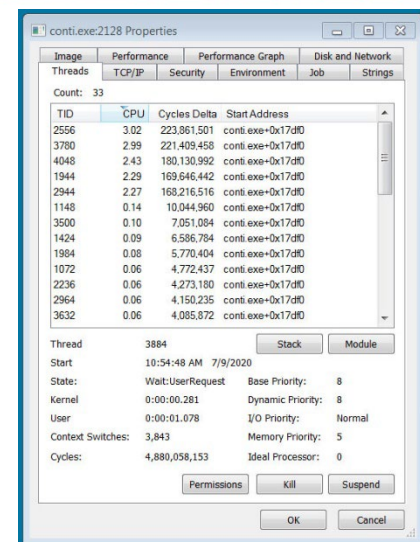 conti.exe:2128 Properties
Image Performance Performance Graph Disk and Network
Threads TCP/IP Security Environment Job Strings
Count: 33
TID CPU Cycles Delta Start Address
2556 3.02 223,861,501 conti.exe+0x17df0
3780 2.99 221,409,458 conti.exe+0x17df0
4048 2.43 180,130,992 conti.exe+0x17df0
1944 2.29 169,646,442 conti.exe+0x17df0
2944 2.27 168,216,516 conti.exe+0x17df0
1148 0.14 10,044,960 conti.exe+0x17df0
3500 0.10 7,051,084 conti.exe+0x17df0
1424 0.09 6,586,784 conti.exe+0x17df0
1984 0.08 5,770,404 conti.exe+0x17df0
1072 0.06 4,772,437 conti.exe+0x17df0
2236 0.06 4,273,180 conti.exe+0x17df0
2964 0.06 4,150,235 conti.exe+0x17df0
3632 0.06 4,085,872 conti.exe+0x17df0
Thread 3884 Stack Module
Start 10:54:48 AM 7/9/2020
State: Wait:UserRequest Base Priority: 8
Kernel 0:00:00.281 Dynamic Priority: 8
User 0:00:01.078 I/O Priority: Normal
Context Switches: 3,843 Memory Priority: 5
Cycles: 4,880,058,153 Ideal Processor: 0
Permissions Kill Suspend
OK Cancel